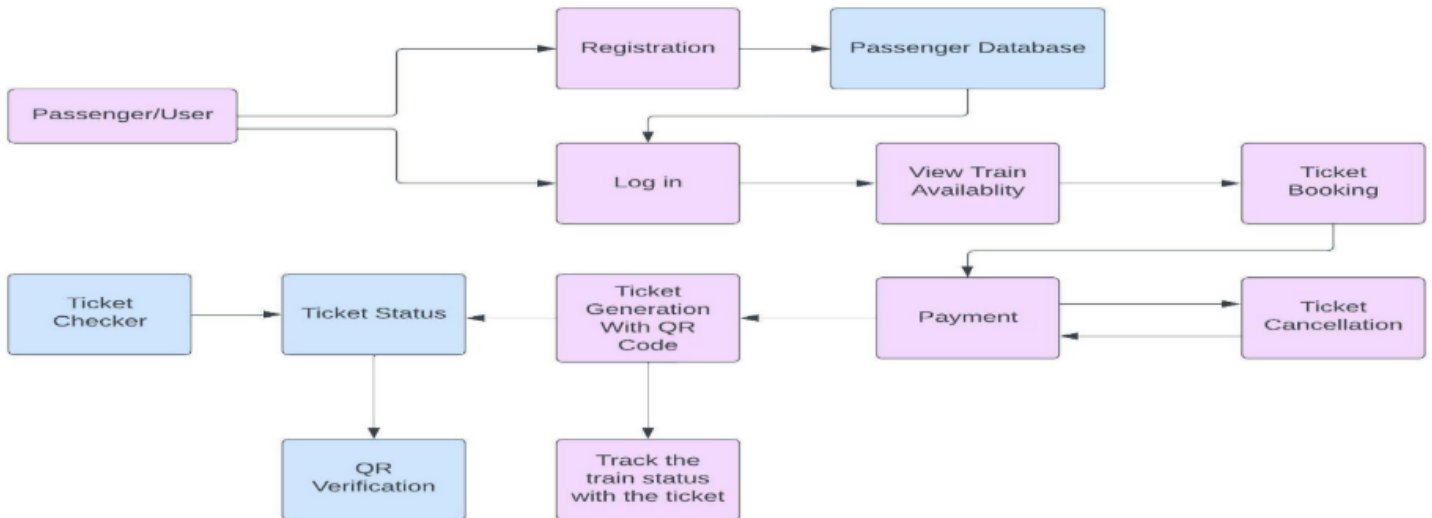 Registration
Passenger Database
Passenger/User
Log in
View Train
Availablity
Ticket
Booking
Ticket
Checker
Ticket Status
Ticket
Generation
With QR
Code
Payment
Ticket
Cancellation
QR
Verification
Track the
train status
with the ticket